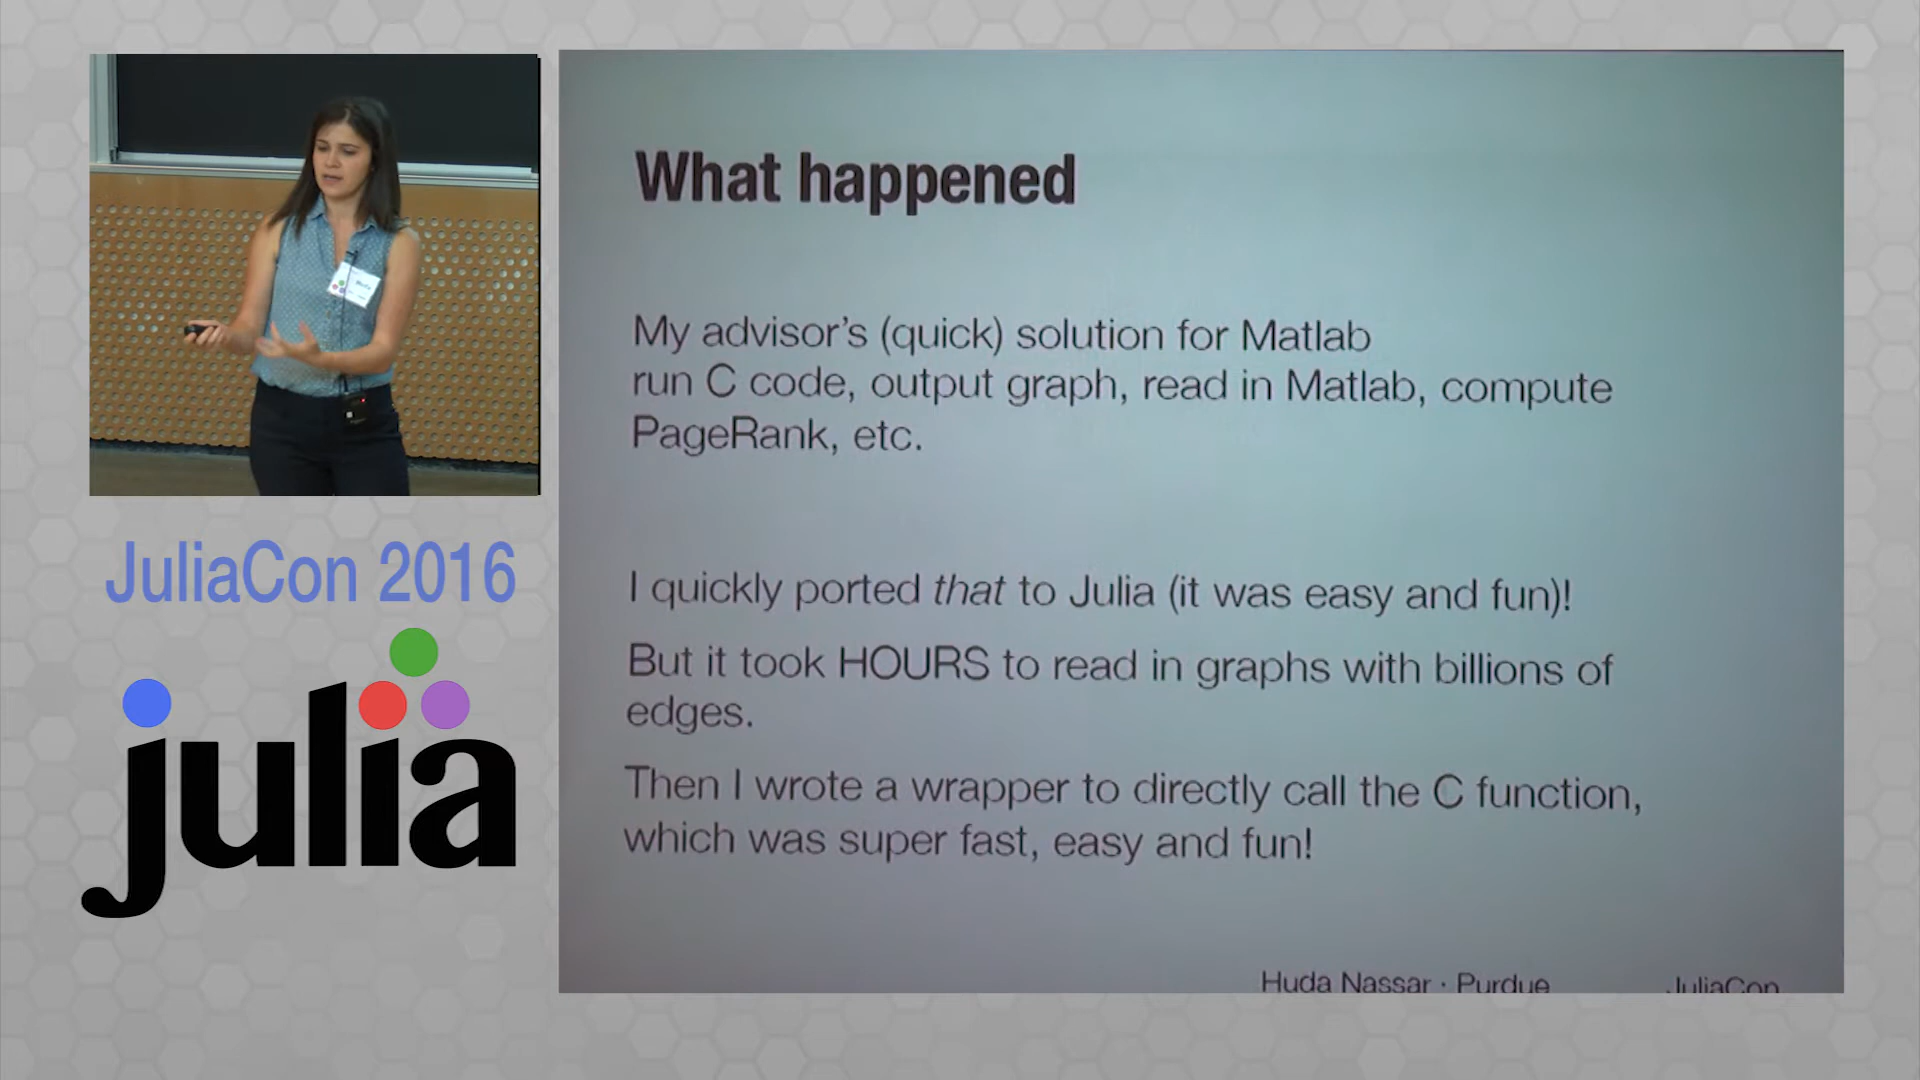 What happened
My advisor's (quick) solution for Matlab
run C code, output graph, read in Matlab, compute
PageRank, etc.
I quickly ported that to Julia (it was easy and fun)!
But it took HOURS to read in graphs with billions of
edges.
Then I wrote a wrapper to directly call the C function,
which was super fast, easy and fun!
Huda Nassar · Purdue
JuliaCon
JuliaCon 2016
julia